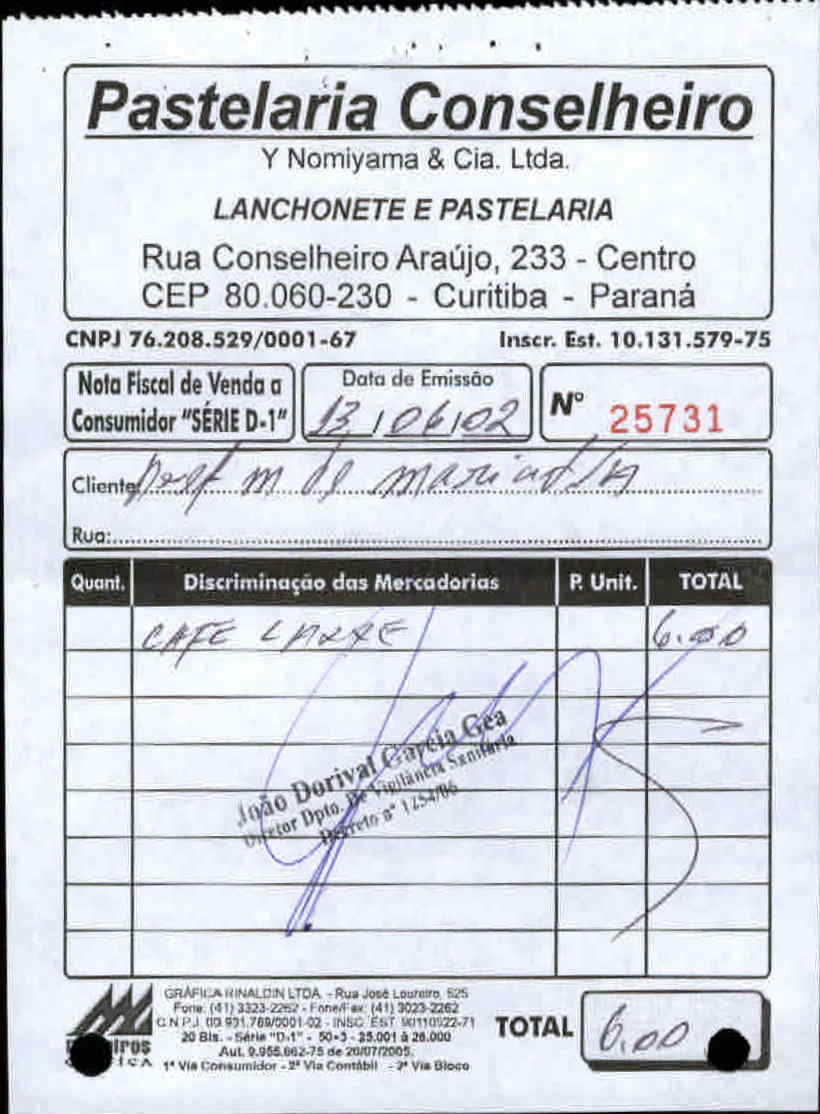 Pastelaria Conselheiro
Y Nomiyama & Cia. Ltda.
LANCHONETE E PASTELARIA
Rua Conselheiro Araújo, 233 - Centro
CEP 80.060-230 - Curitiba - Paraná
CNPJ 76.208.529/0001-67 Inscr. Est. 10.131.579-75
Nota Fiscal de Venda a
Consumidor "SÉRIE D-1"
Data de Emissão
13/06/02
Nº 25731
Cliente m de
Rua:
Quant. Discriminação das Mercadorias P. Unit. TOTAL
CAFE 6.00
João Dorival Garcia Gea
Diretor Dpto. De Vigilância Sanitária
Decreto nº 1254/06
GRÁFICA RINALDIN LTDA. - Rua José Loureiro, 525
Fone: (41) 3323-2262 - Fone/Fax: (41) 3023-2262
C.N.P.J. 00.931.769/0001-02 - INSC. EST. 90110922-71
20 Bls. - Série "D-1" - 50x3 - 25.001 à 26.000
Aut. 9.955.662-75 de 20/07/2005.
1ª Via Consumidor - 2ª Via Contábil - 3ª Via Bloco
TOTAL 6,00